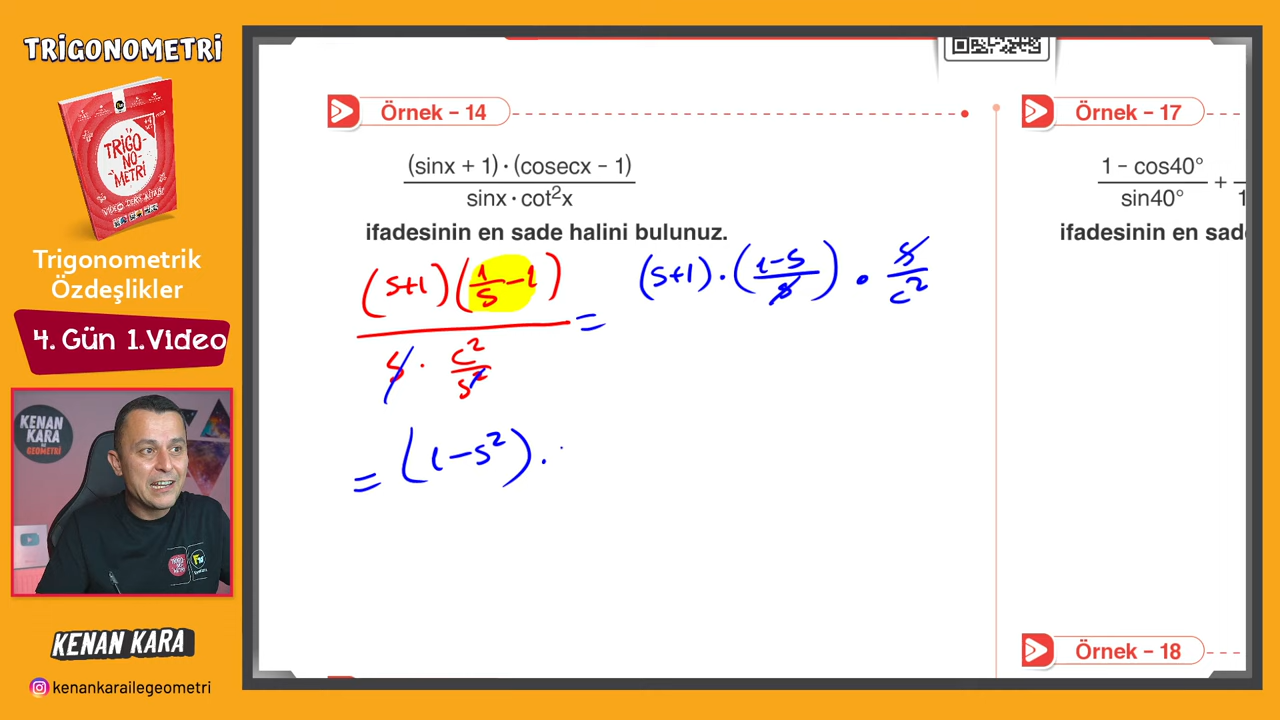 TRİGONOMETRİ
TRİGO-
NO-
METRİ
Trigonometrik
Özdeşlikler
4. Gün 1.Video
KENAN
KARA
GEOMETRİ
KENAN KARA
kenankarailegeometri
Örnek – 14
(sinx + 1) · (cosecx – 1)
sinx · cot²x
ifadesinin en sade halini bulunuz.
(s+1) (1/s – 1) / s · c²/s² = (s+1) · (1–s/s) · s/c²
= (1–s²) ·
Örnek – 17
1 – cos40°
sin40° + 1
ifadesinin en sad
Örnek – 18